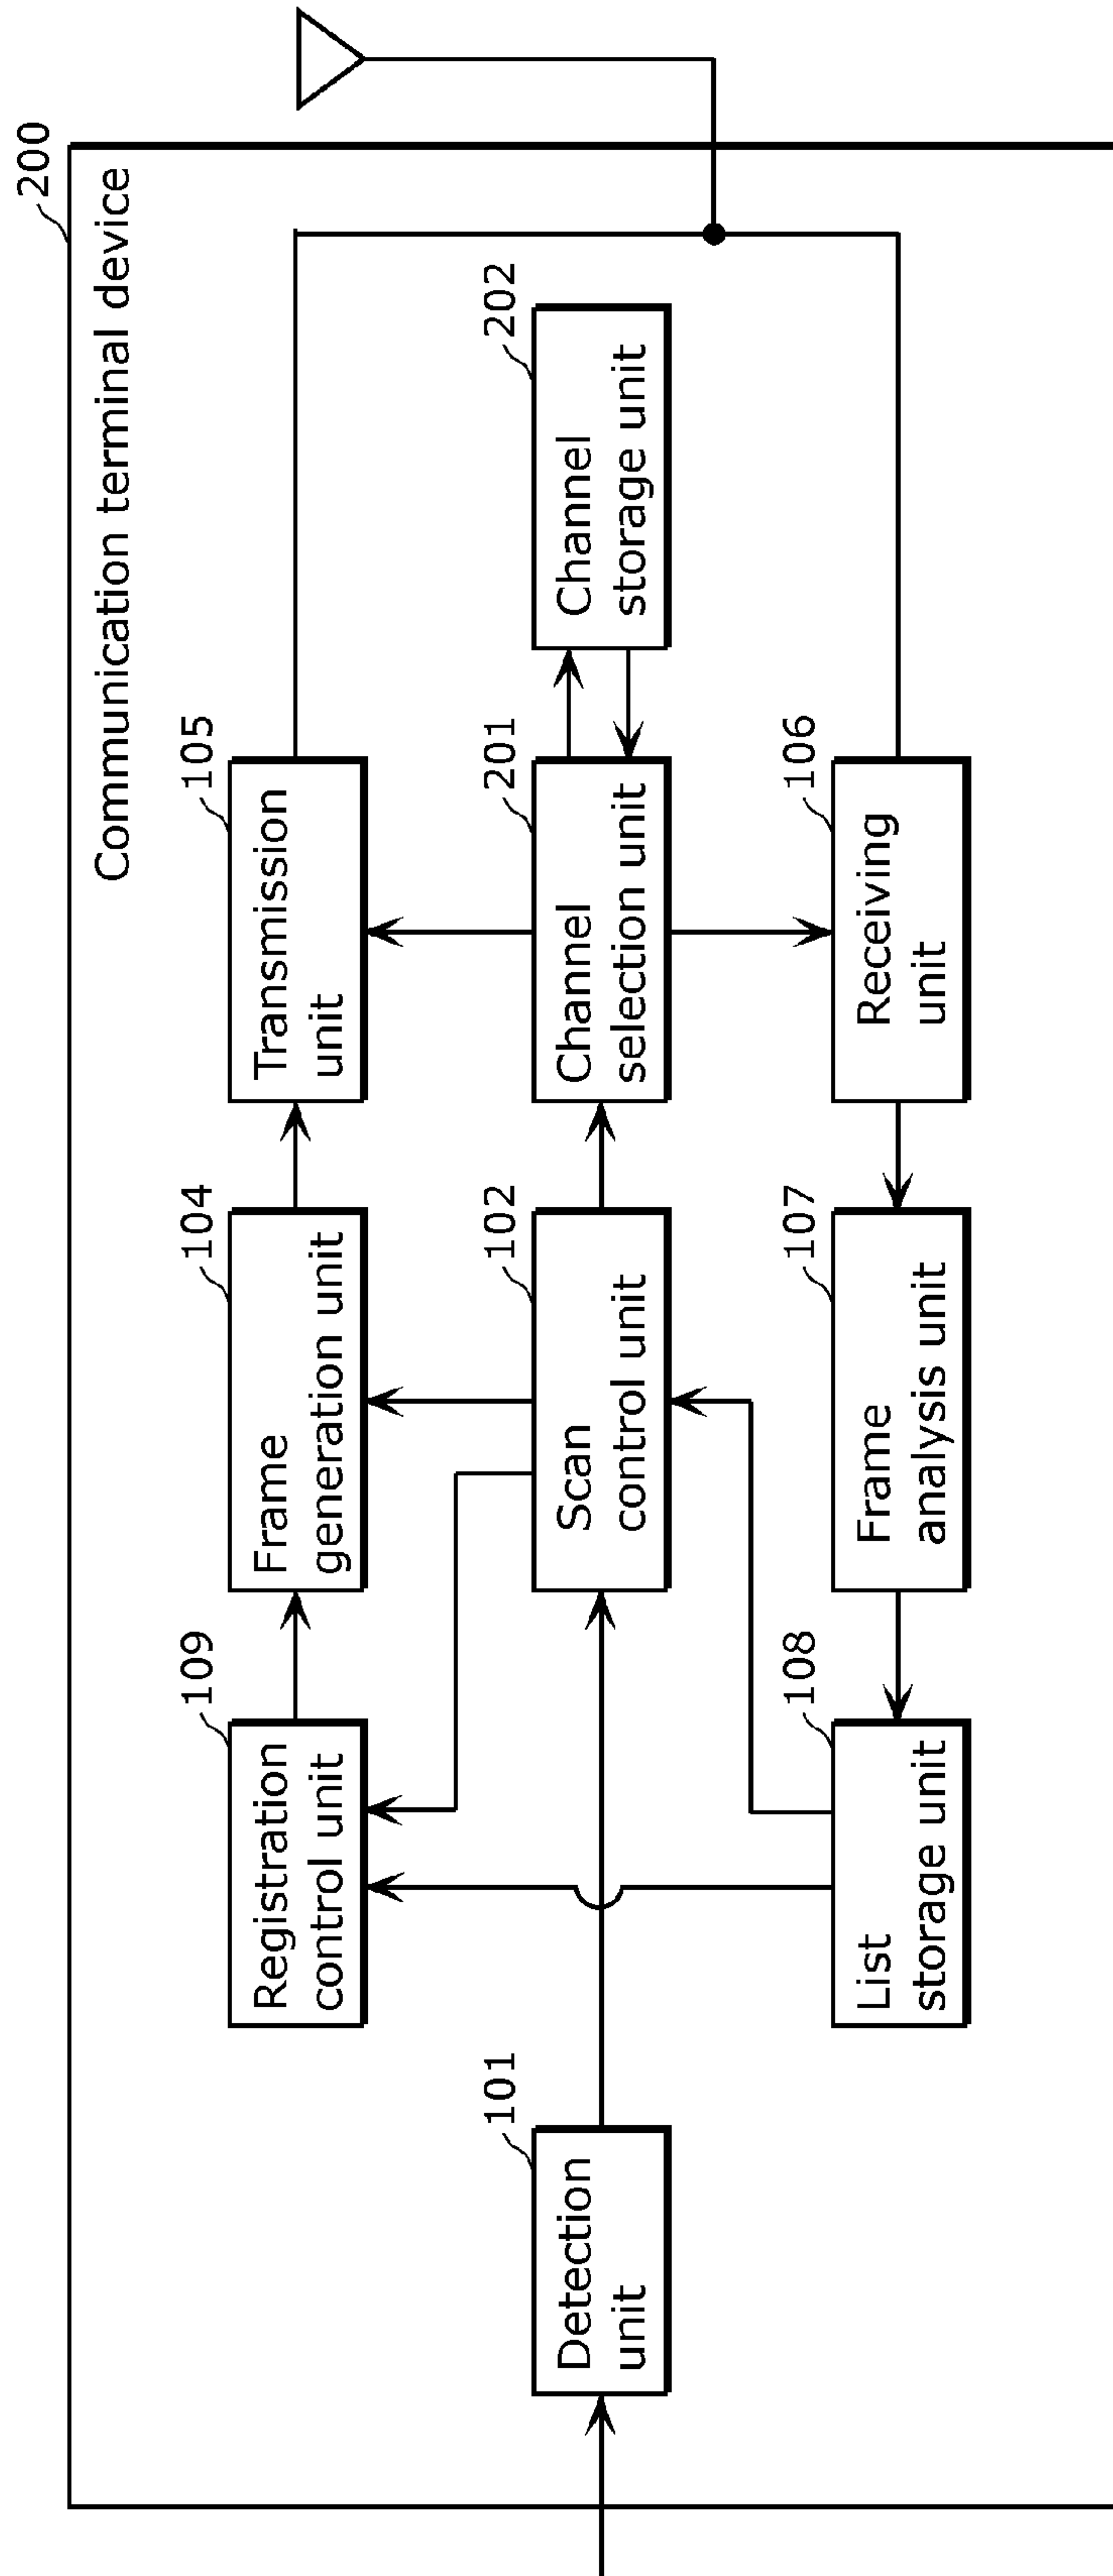 200
Communication terminal device
109
Registration
control unit
104
Frame
generation unit
105
Transmission
unit
101
Detection
unit
102
Scan
control unit
201
Channel
selection unit
202
Channel
storage unit
108
List
storage unit
107
Frame
analysis unit
106
Receiving
unit